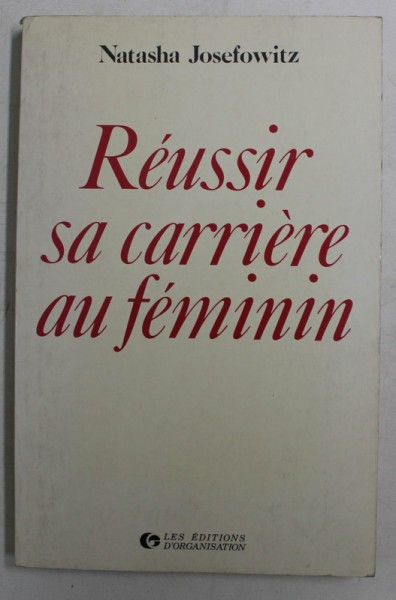 Natasha Josefowitz
Réussir
sa carrière
au féminin
LES ÉDITIONS
D'ORGANISATION